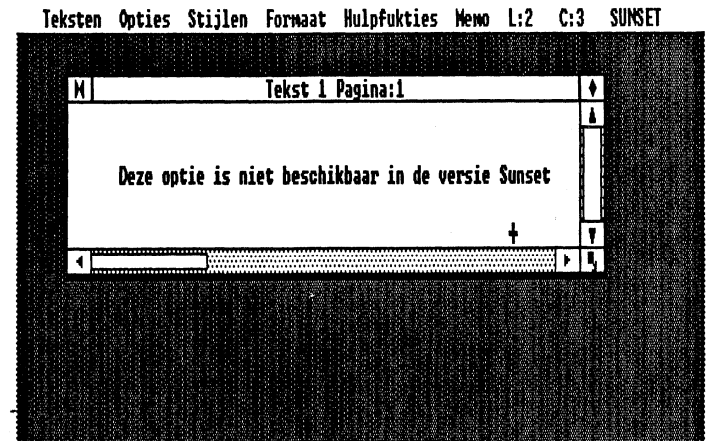 Teksten Opties Stijlen Formaat Hulpfukties Memo L:2 C:3 SUNSET
Tekst 1 Pagina:1
Deze optie is niet beschikbaar in de versie Sunset